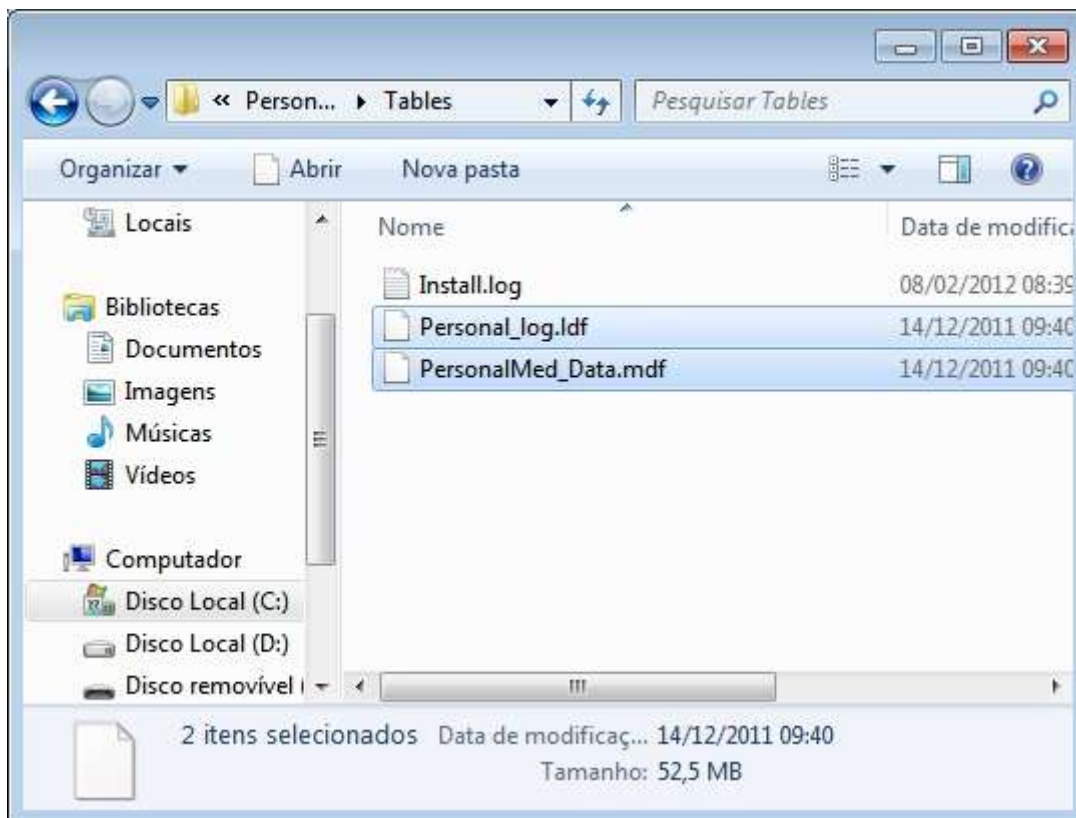 « Person... Tables Pesquisar Tables
Organizar Abrir Nova pasta
Locais
Bibliotecas
Documentos
Imagens
Músicas
Vídeos
Computador
Disco Local (C:)
Disco Local (D:)
Disco removível (
Nome Data de modifica
Install.log 08/02/2012 08:39
Personal_log.ldf 14/12/2011 09:40
PersonalMed_Data.mdf 14/12/2011 09:40
2 itens selecionados Data de modificaç... 14/12/2011 09:40
Tamanho: 52,5 MB